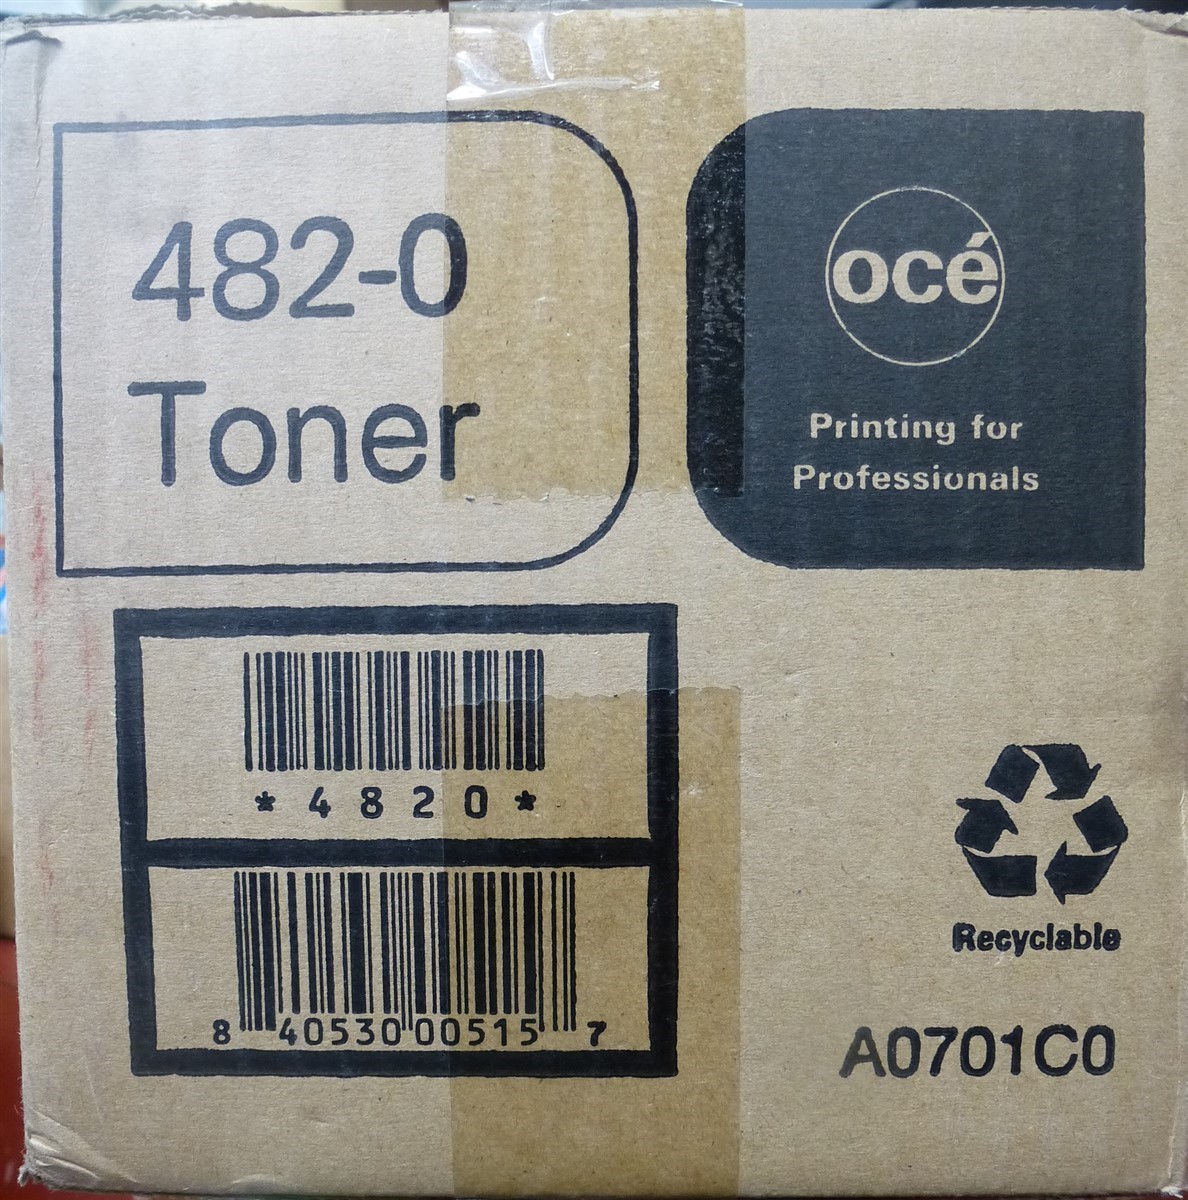 482-0
Toner
océ
Printing for
Professionals
*4820*
8 40530 00515 7
Recyclable
A0701C0